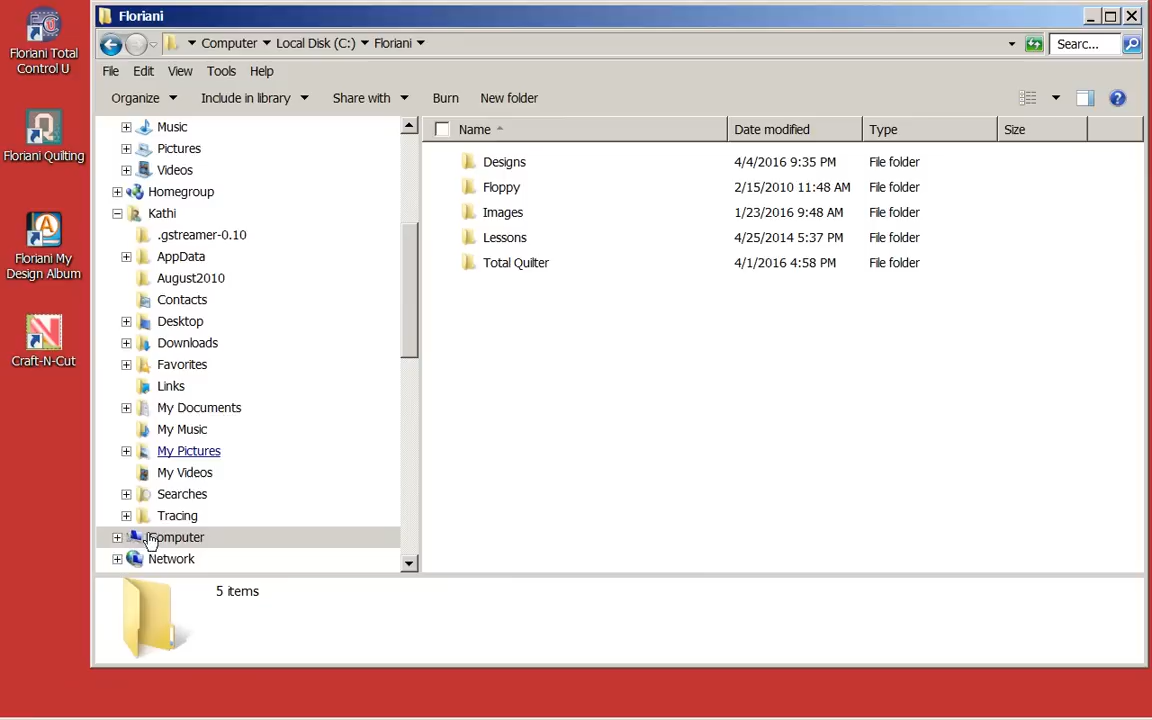 Floriani Total
Control U
Floriani Quilting
Floriani My
Design Album
Craft-N-Cut
Floriani
Computer Local Disk (C:) Floriani Searc...
File Edit View Tools Help
Organize Include in library Share with Burn New folder
Music
Pictures
Videos
Homegroup
Kathi
.gstreamer-0.10
AppData
August2010
Contacts
Desktop
Downloads
Favorites
Links
My Documents
My Music
My Pictures
My Videos
Searches
Tracing
Computer
Network
Name Date modified Type Size
Designs 4/4/2016 9:35 PM File folder
Floppy 2/15/2010 11:48 AM File folder
Images 1/23/2016 9:48 AM File folder
Lessons 4/25/2014 5:37 PM File folder
Total Quilter 4/1/2016 4:58 PM File folder
5 items